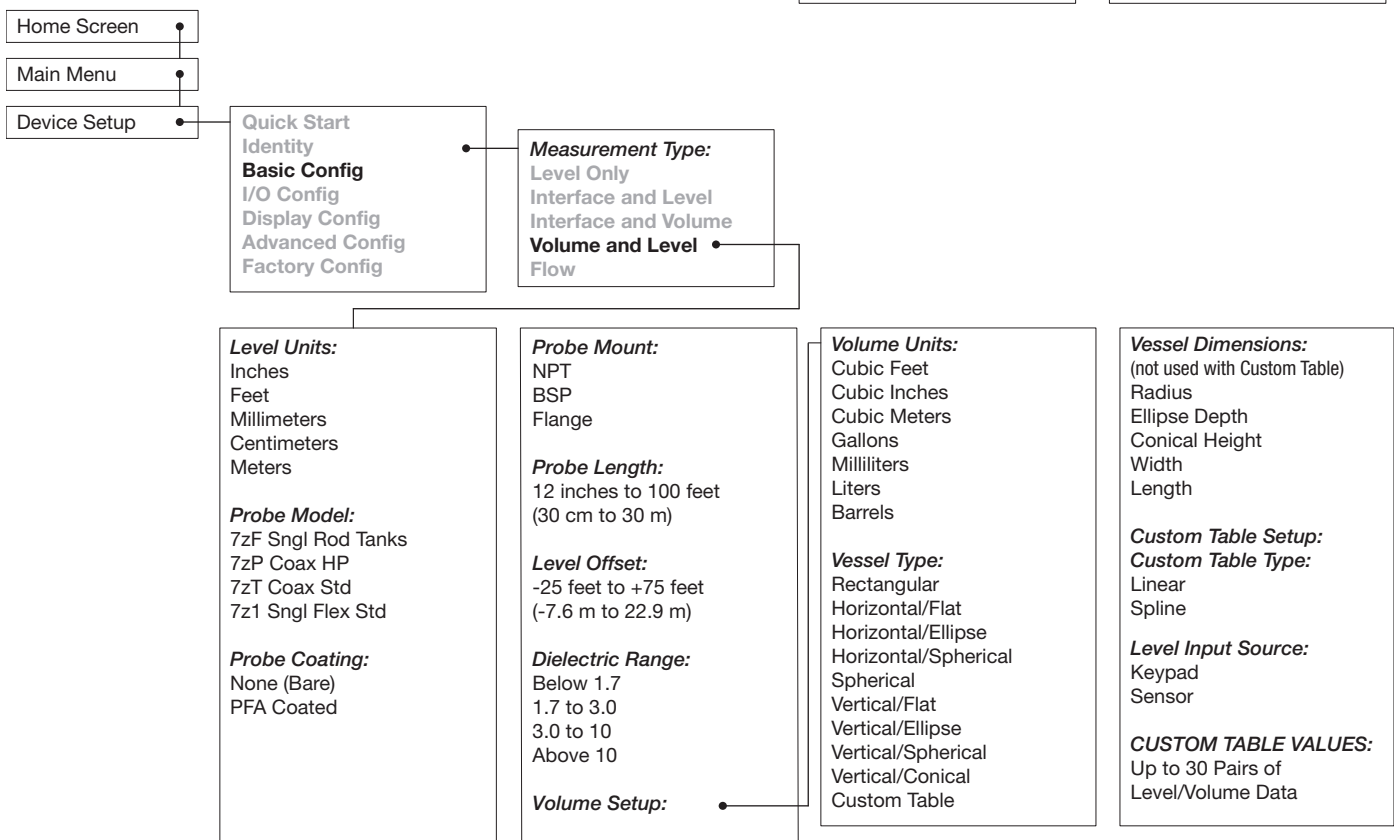 Home Screen
Main Menu
Device Setup
Quick Start
Identity
Basic Config
I/O Config
Display Config
Advanced Config
Factory Config
Measurement Type:
Level Only
Interface and Level
Interface and Volume
Volume and Level
Flow
Level Units:
Inches
Feet
Millimeters
Centimeters
Meters
Probe Model:
7zF Sngl Rod Tanks
7zP Coax HP
7zT Coax Std
7z1 Sngl Flex Std
Probe Coating:
None (Bare)
PFA Coated
Probe Mount:
NPT
BSP
Flange
Probe Length:
12 inches to 100 feet
(30 cm to 30 m)
Level Offset:
-25 feet to +75 feet
(-7.6 m to 22.9 m)
Dielectric Range:
Below 1.7
1.7 to 3.0
3.0 to 10
Above 10
Volume Setup:
Volume Units:
Cubic Feet
Cubic Inches
Cubic Meters
Gallons
Milliliters
Liters
Barrels
Vessel Type:
Rectangular
Horizontal/Flat
Horizontal/Ellipse
Horizontal/Spherical
Spherical
Vertical/Flat
Vertical/Ellipse
Vertical/Spherical
Vertical/Conical
Custom Table
Vessel Dimensions:
(not used with Custom Table)
Radius
Ellipse Depth
Conical Height
Width
Length
Custom Table Setup:
Custom Table Type:
Linear
Spline
Level Input Source:
Keypad
Sensor
CUSTOM TABLE VALUES:
Up to 30 Pairs of
Level/Volume Data